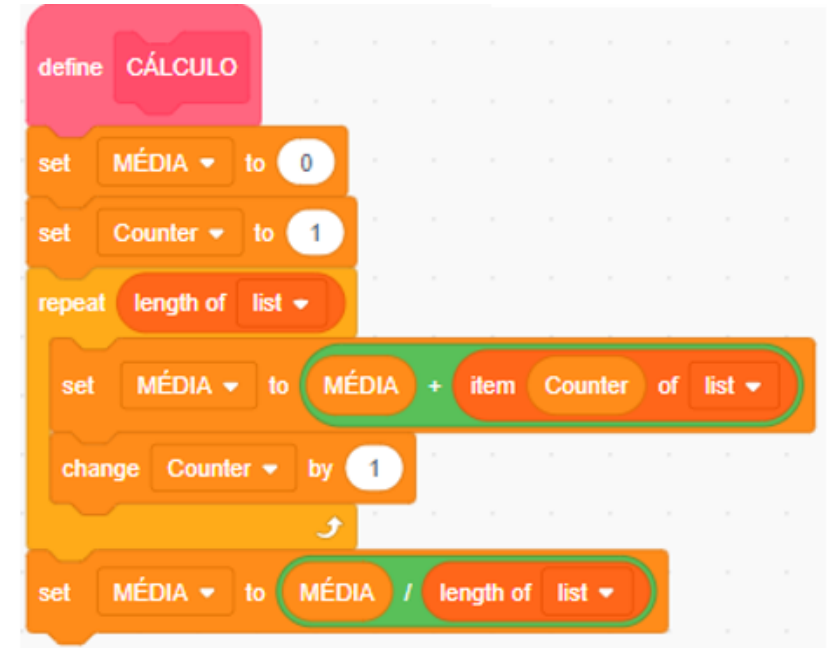 define CÁLCULO
set MÉDIA to 0
set Counter to 1
repeat length of list
set MÉDIA to MÉDIA + item Counter of list
change Counter by 1
set MÉDIA to MÉDIA / length of list